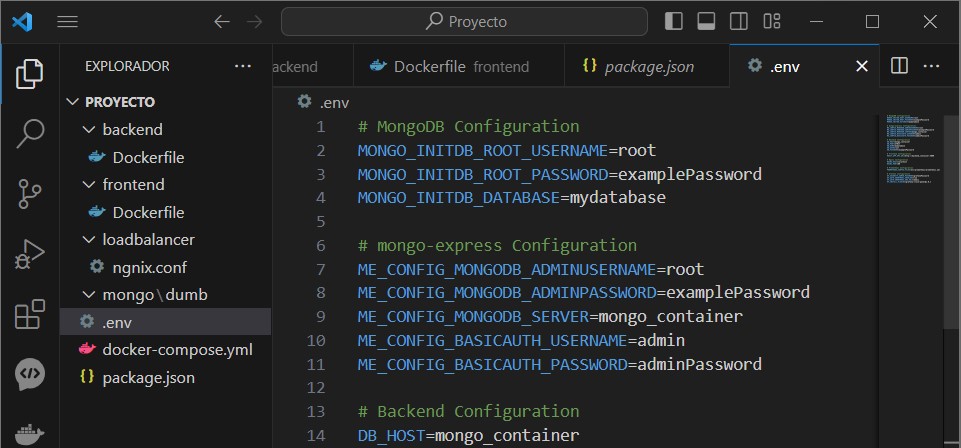 Proyecto
EXPLORADOR
PROYECTO
backend
Dockerfile
frontend
Dockerfile
loadbalancer
ngnix.conf
mongo\dumb
.env
docker-compose.yml
package.json
ackend
Dockerfile frontend
package.json
.env
.env
1 # MongoDB Configuration
2 MONGO_INITDB_ROOT_USERNAME=root
3 MONGO_INITDB_ROOT_PASSWORD=examplePassword
4 MONGO_INITDB_DATABASE=mydatabase
5
6 # mongo-express Configuration
7 ME_CONFIG_MONGODB_ADMINUSERNAME=root
8 ME_CONFIG_MONGODB_ADMINPASSWORD=examplePassword
9 ME_CONFIG_MONGODB_SERVER=mongo_container
10 ME_CONFIG_BASICAUTH_USERNAME=admin
11 ME_CONFIG_BASICAUTH_PASSWORD=adminPassword
12
13 # Backend Configuration
14 DB_HOST=mongo_container